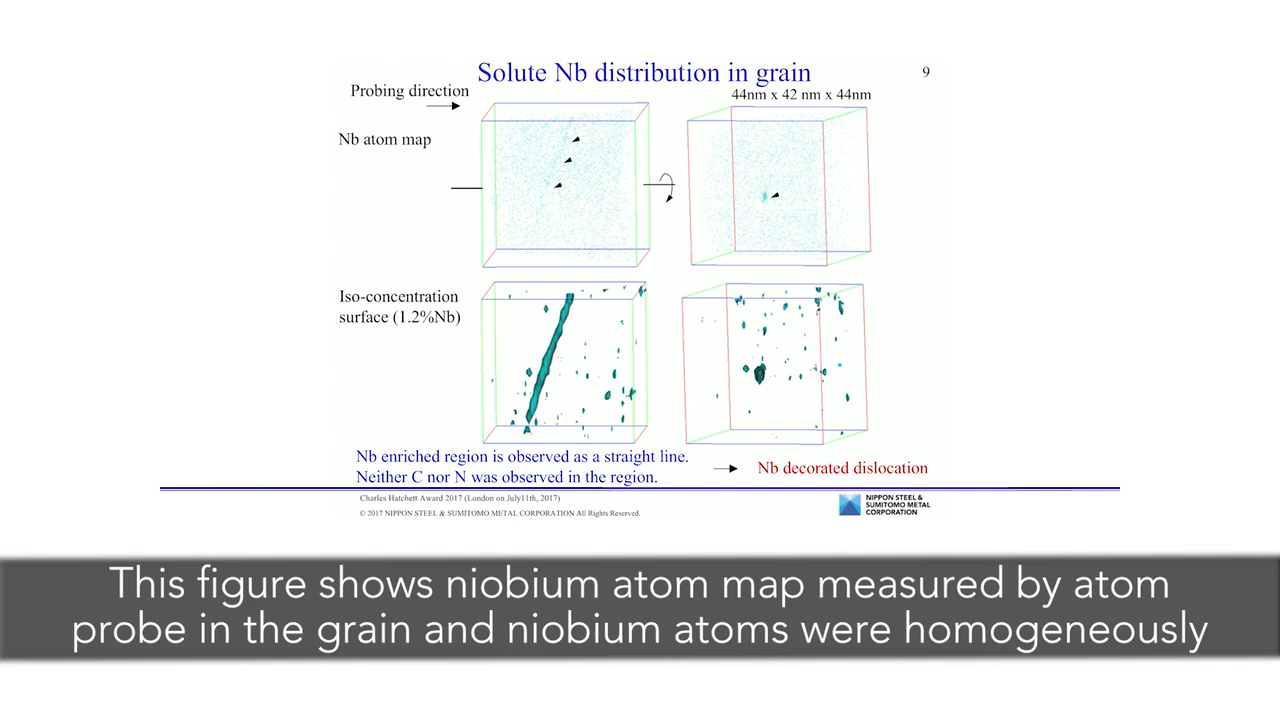 Solute Nb distribution in grain
9
Probing direction
44nm x 42 nm x 44nm
Nb atom map
Iso-concentration
surface (1.2%Nb)
Nb enriched region is observed as a straight line.
Neither C nor N was observed in the region.
Nb decorated dislocation
Charles Hatchett Award 2017 (London on July11th, 2017)
© 2017 NIPPON STEEL & SUMITOMO METAL CORPORATION All Rights Reserved.
NIPPON STEEL &
SUMITOMO METAL
CORPORATION
This figure shows niobium atom map measured by atom
probe in the grain and niobium atoms were homogeneously